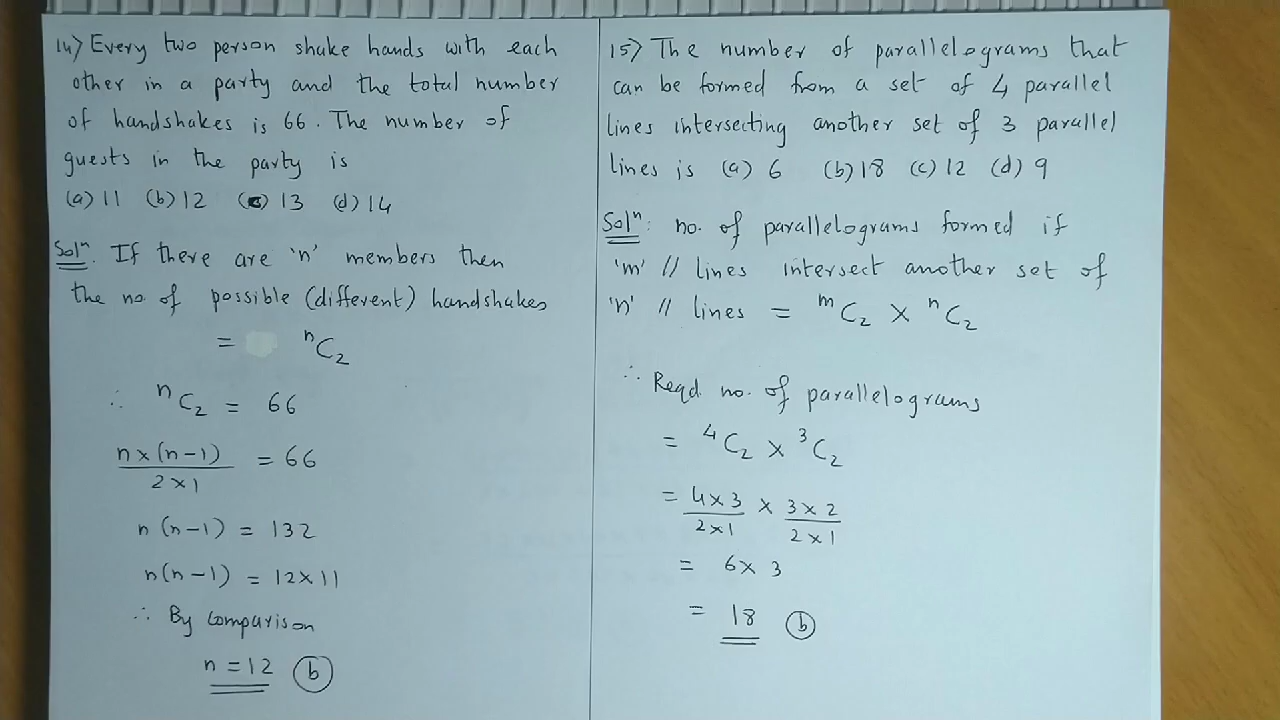 14) Every two person shake hands with each
other in a party and the total number
of handshakes is 66. The number of
guests in the party is
(a) 11 (b) 12 (c) 13 (d) 14
Solⁿ. If there are 'n' members then
the no. of possible (different) handshakes
= ⁿC₂
∴ ⁿC₂ = 66
n×(n-1)/2×1 = 66
n(n-1) = 132
n(n-1) = 12×11
∴ By comparison
n = 12 (b)
15) The number of parallelograms that
can be formed from a set of 4 parallel
lines intersecting another set of 3 parallel
lines is (a) 6 (b) 18 (c) 12 (d) 9
Solⁿ: no. of parallelograms formed if
'm' // lines intersect another set of
'n' // lines = ᵐC₂ × ⁿC₂
∴ Reqd no. of parallelograms
= ⁴C₂ × ³C₂
= 4×3/2×1 × 3×2/2×1
= 6×3
= 18 (b)